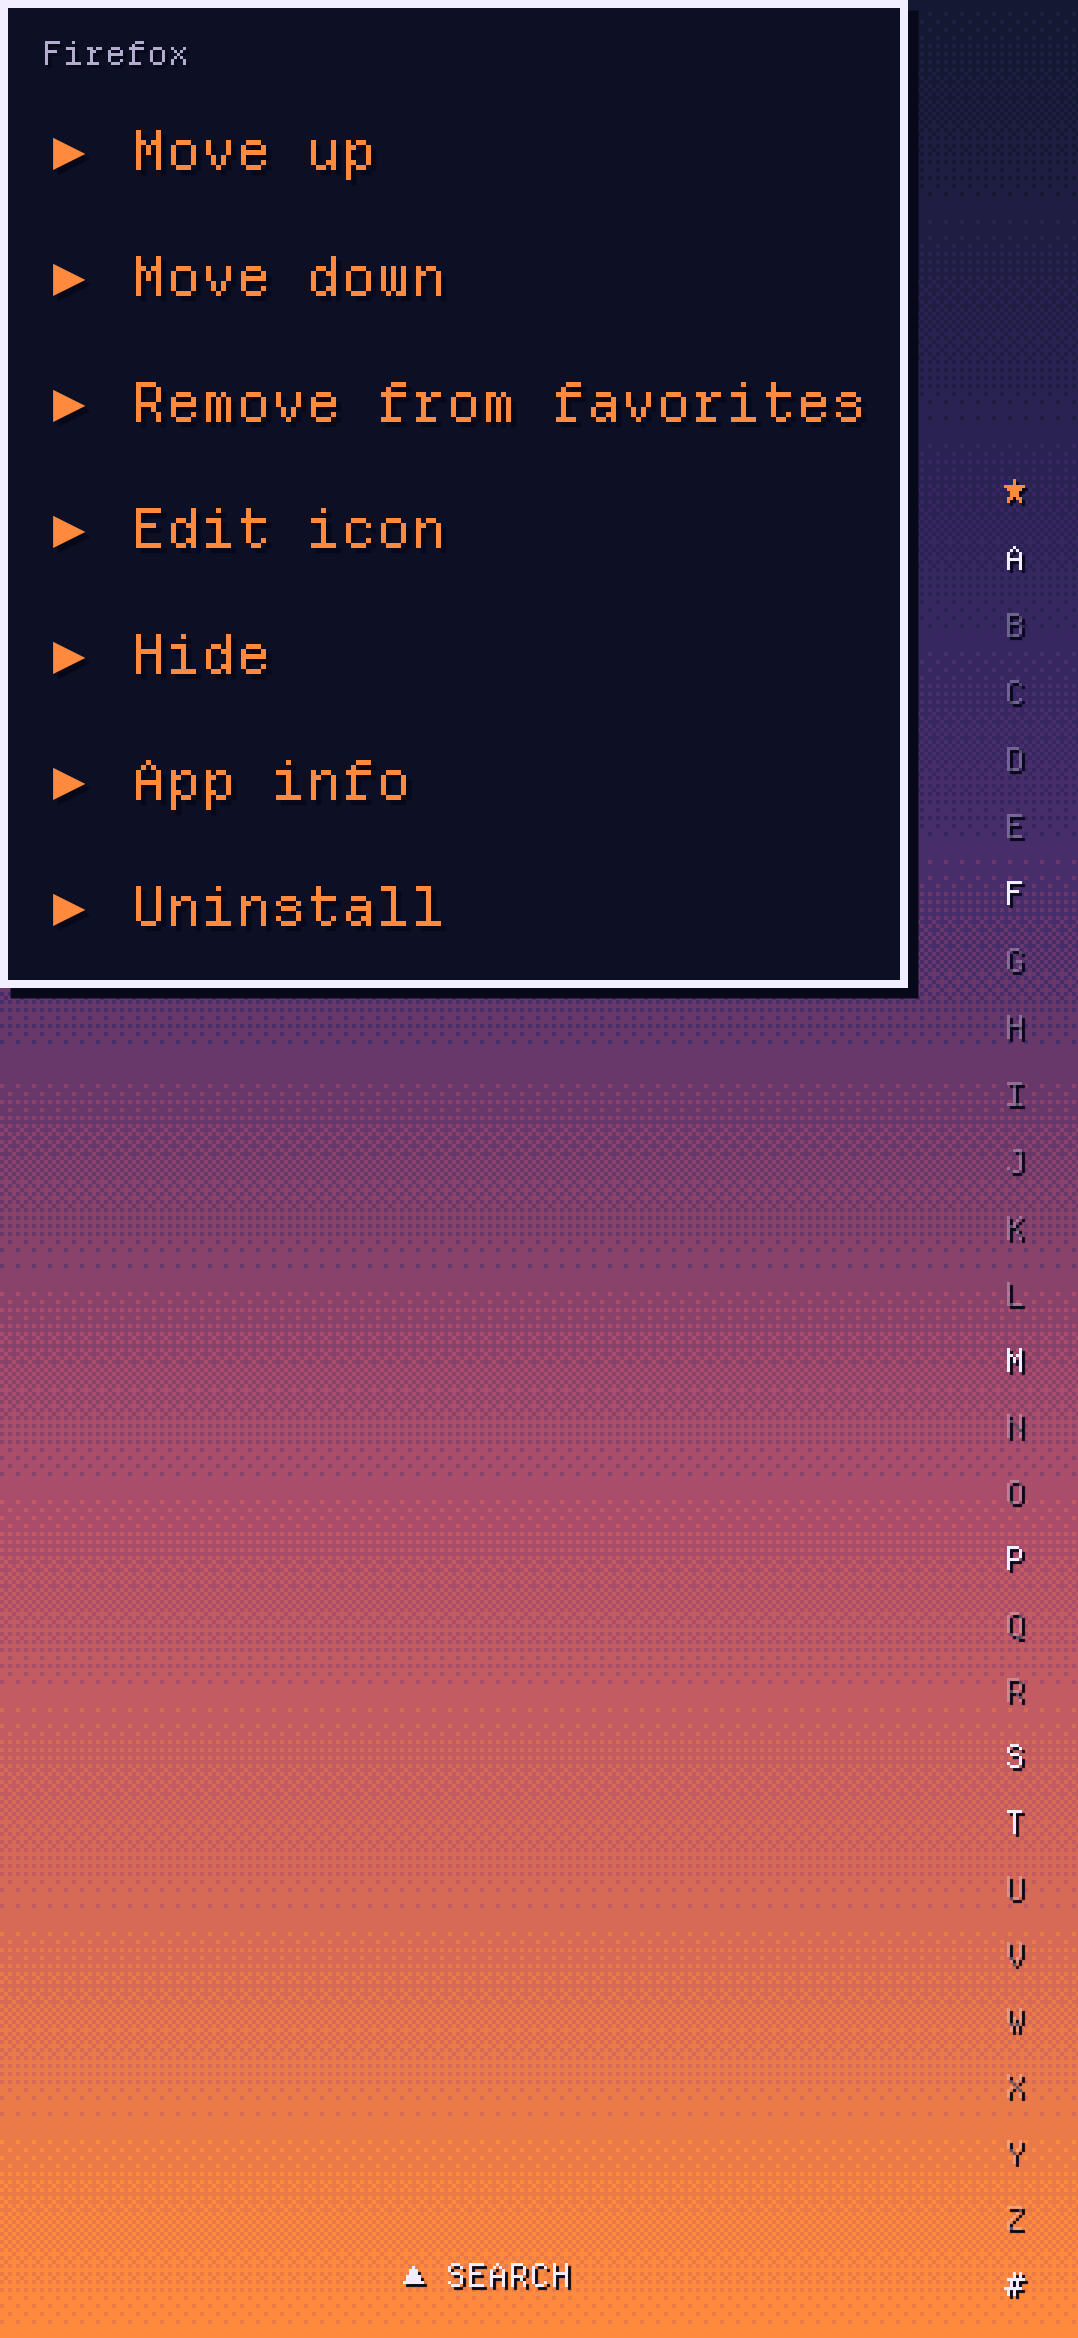 Firefox
▶ Move up
▶ Move down
▶ Remove from favorites
▶ Edit icon
▶ Hide
▶ App info
▶ Uninstall
★
A
B
C
D
E
F
G
H
I
J
K
L
M
N
O
P
Q
R
S
T
U
V
W
X
Y
Z
#
▲ SEARCH